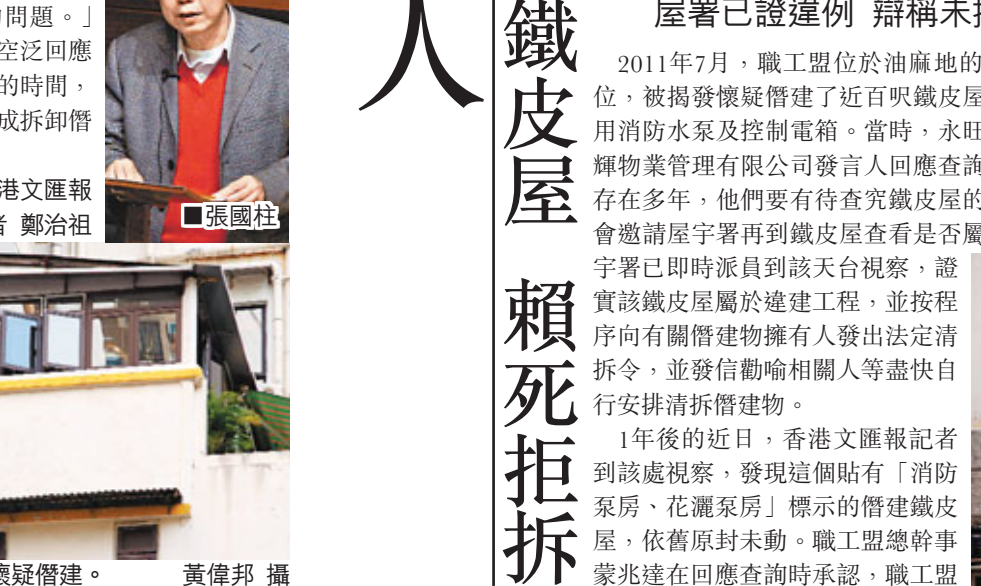 的問題。」
空泛回應
的時間，
成拆卸僭
港文匯報
者 鄭治祖
■張國柱
懷疑僭建。 黃偉邦 攝
人
鐵皮屋 賴死拒拆
屋署已證違例 辯稱未
2011年7月，職工盟位於油麻地的
位，被揭發懷疑僭建了近百呎鐵皮屋
用消防水泵及控制電箱。當時，永旺
輝物業管理有限公司發言人回應查詢
存在多年，他們要有待查究鐵皮屋的
會邀請屋宇署再到鐵皮屋查看是否屬
宇署已即時派員到該天台視察，證
實該鐵皮屋屬於違建工程，並按程
序向有關僭建物擁有人發出法定清
拆令，並發信勸喻相關人等盡快自
行安排清拆僭建物。
1年後的近日，香港文匯報記者
到該處視察，發現這個貼有「消防
泵房、花灑泵房」標示的僭建鐵皮
屋，依舊原封未動。職工盟總幹事
蒙兆達在回應查詢時承認，職工盟